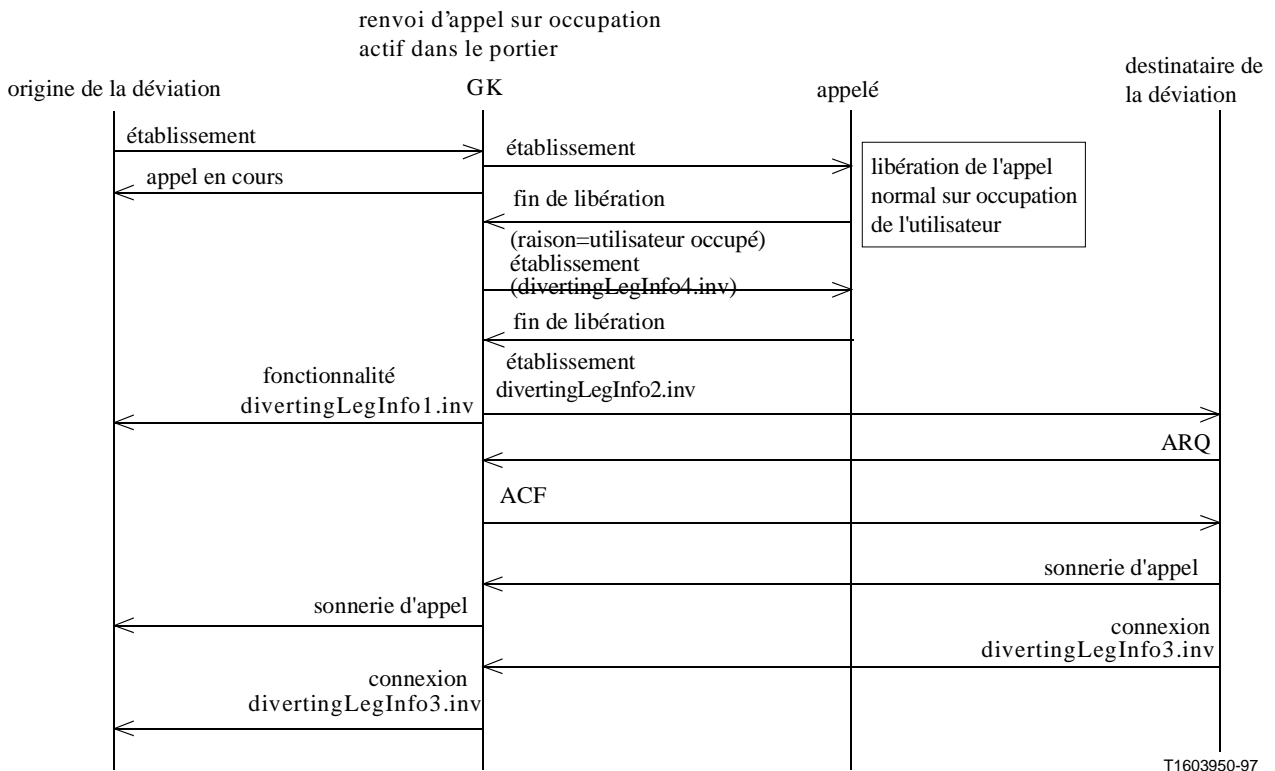 renvoi d'appel sur occupation
actif dans le portier
origine de la déviation
GK
appelé
destinataire de
la déviation
établissement
établissement
appel en cours
libération de l'appel
normal sur occupation
de l'utilisateur
fin de libération
(raison=utilisateur occupé)
établissement
(divertingLegInfo4.inv)
fin de libération
établissement
divertingLegInfo2.inv
fonctionnalité
divertingLegInfo1.inv
ARQ
ACF
sonnerie d'appel
sonnerie d'appel
connexion
divertingLegInfo3.inv
connexion
divertingLegInfo3.inv
T1603950-97